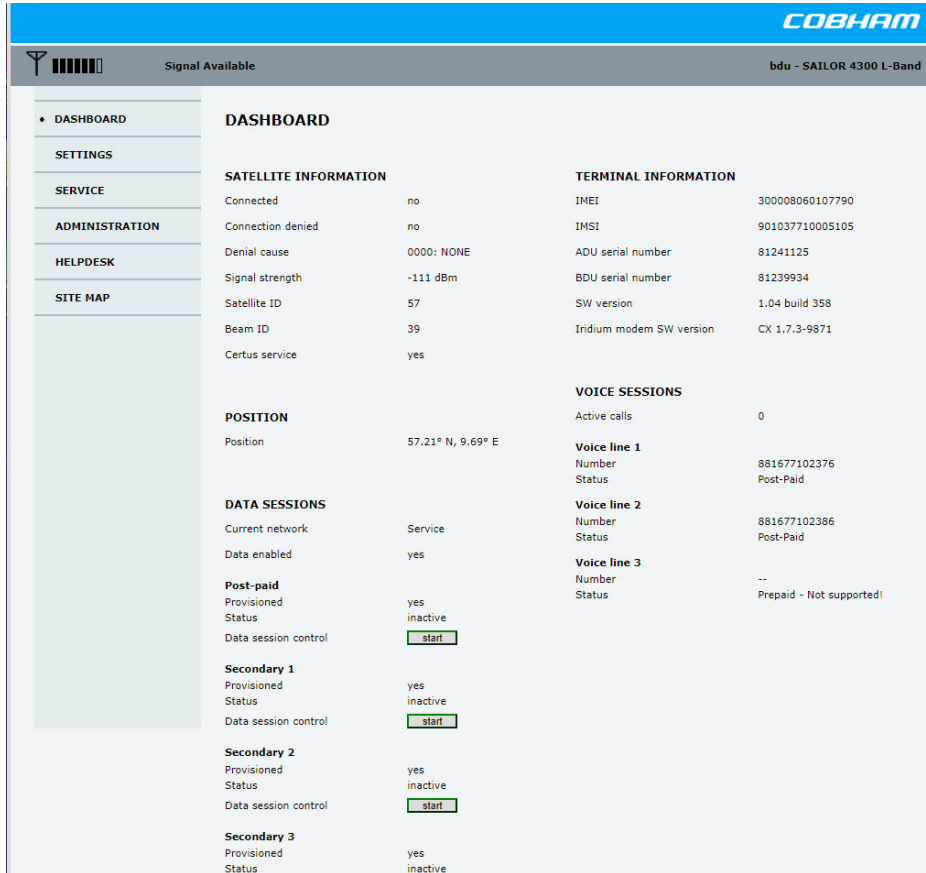 COBHAM
Signal Available
bdu - SAILOR 4300 L-Band
• DASHBOARD
SETTINGS
SERVICE
ADMINISTRATION
HELPDESK
SITE MAP
DASHBOARD
SATELLITE INFORMATION
Connected no
Connection denied no
Denial cause 0000: NONE
Signal strength -111 dBm
Satellite ID 57
Beam ID 39
Certus service yes
POSITION
Position 57.21° N, 9.69° E
DATA SESSIONS
Current network Service
Data enabled yes
Post-paid
Provisioned yes
Status inactive
Data session control start
Secondary 1
Provisioned yes
Status inactive
Data session control start
Secondary 2
Provisioned yes
Status inactive
Data session control start
Secondary 3
Provisioned yes
Status inactive
TERMINAL INFORMATION
IMEI 300008060107790
IMSI 901037710005105
ADU serial number 81241125
BDU serial number 81239934
SW version 1.04 build 358
Iridium modem SW version CX 1.7.3-9871
VOICE SESSIONS
Active calls 0
Voice line 1
Number 881677102376
Status Post-Paid
Voice line 2
Number 881677102386
Status Post-Paid
Voice line 3
Number --
Status Prepaid - Not supported!